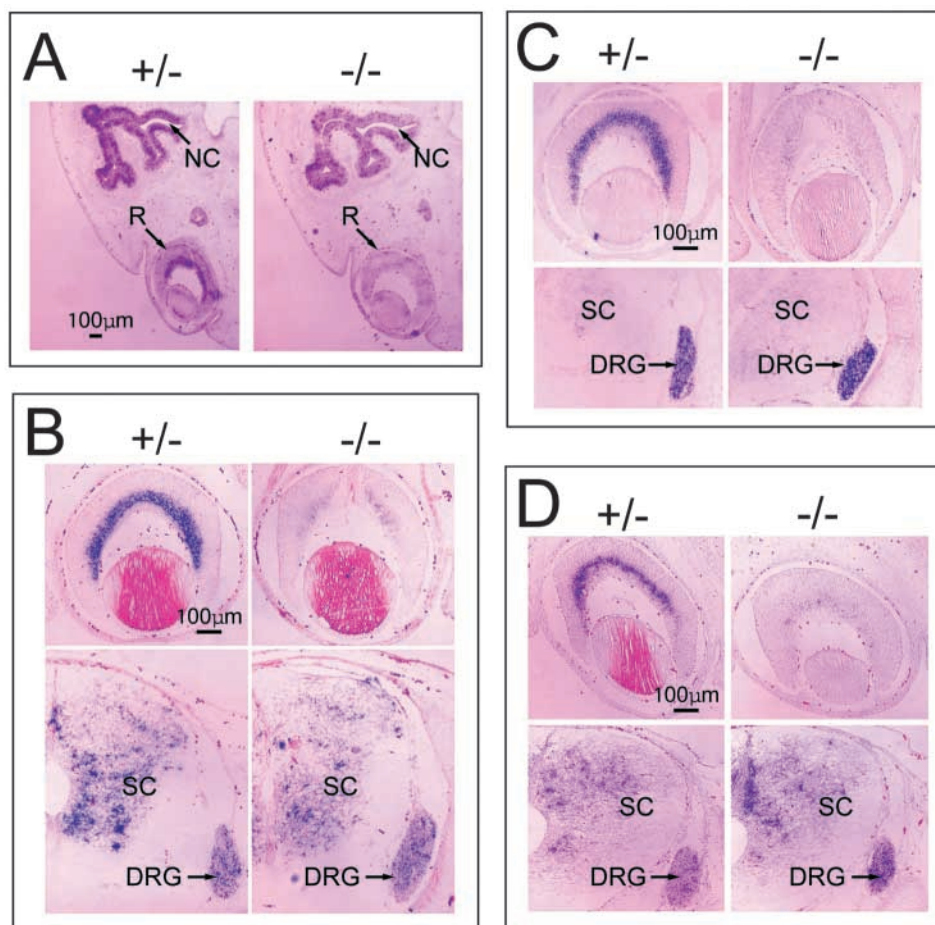 A
+/-
-/-
NC
NC
R
R
100µm
B
+/-
-/-
100µm
SC
SC
DRG
DRG
C
+/-
-/-
100µm
SC
SC
DRG
DRG
D
+/-
-/-
100µm
SC
SC
DRG
DRG